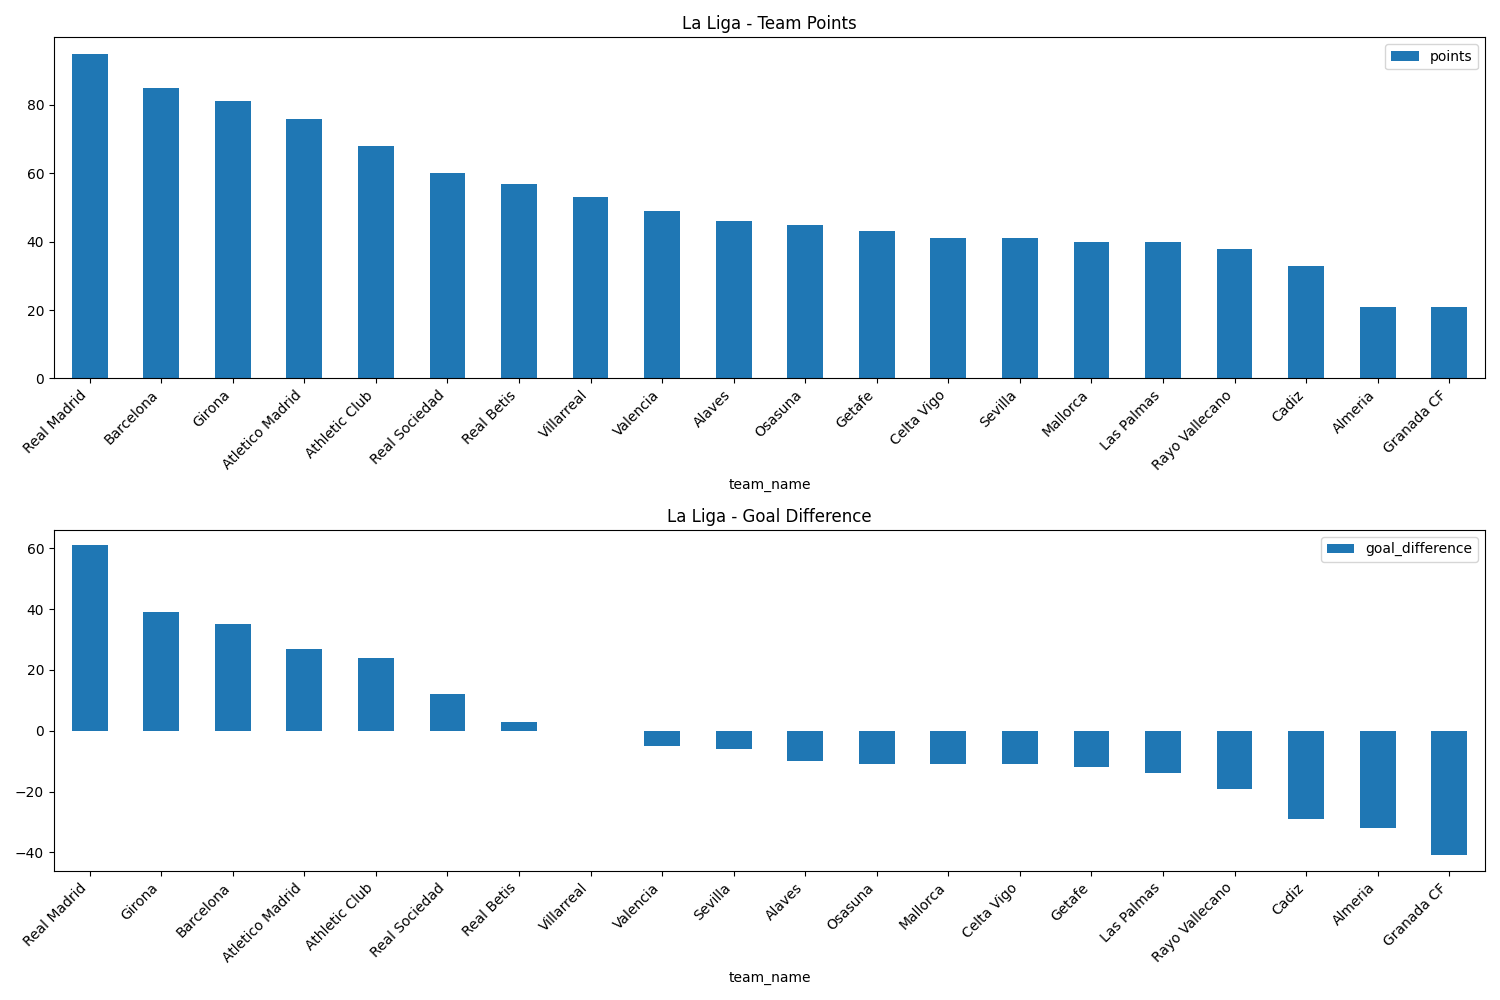 La Liga - Team Points
points
80
60
40
20
0
Real Madrid
Barcelona
Girona
Atletico Madrid
Athletic Club
Real Sociedad
Real Betis
Villarreal
Valencia
Alaves
Osasuna
Getafe
Celta Vigo
Sevilla
Mallorca
Las Palmas
Rayo Vallecano
Cadiz
Almeria
Granada CF
team_name
La Liga - Goal Difference
goal_difference
60
40
20
0
−20
−40
Real Madrid
Girona
Barcelona
Atletico Madrid
Athletic Club
Real Sociedad
Real Betis
Villarreal
Valencia
Sevilla
Alaves
Osasuna
Mallorca
Celta Vigo
Getafe
Las Palmas
Rayo Vallecano
Cadiz
Almeria
Granada CF
team_name